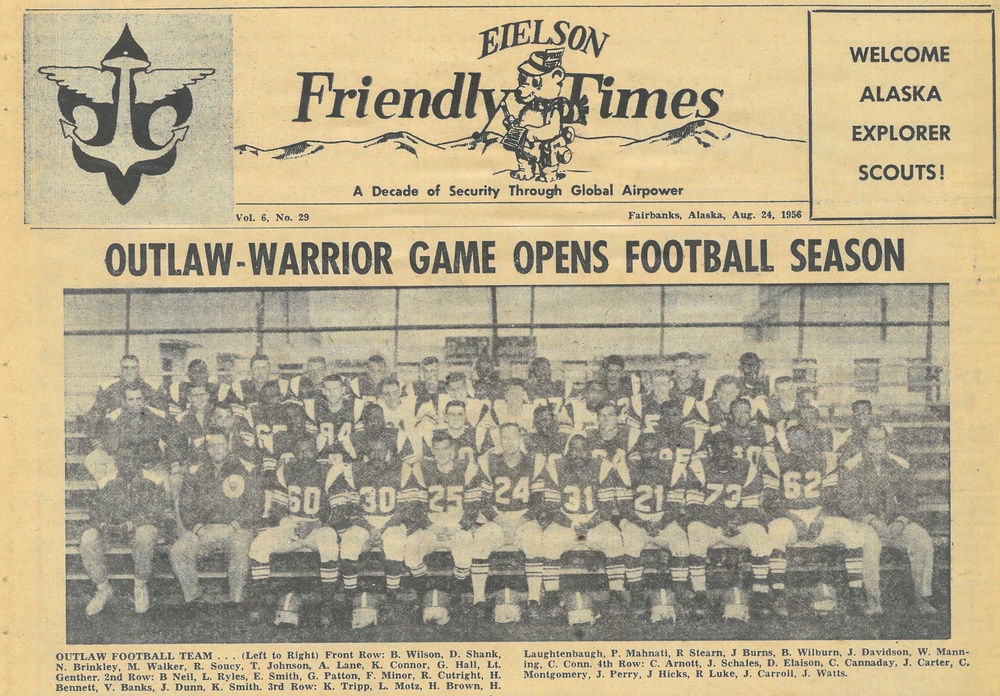 EIELSON
Friendly Times
A Decade of Security Through Global Airpower
WELCOME
ALASKA
EXPLORER
SCOUTS!
Vol. 6, No. 29
Fairbanks, Alaska, Aug. 24, 1956
OUTLAW-WARRIOR GAME OPENS FOOTBALL SEASON
84
60
30
25
24
31
21
73
62
OUTLAW FOOTBALL TEAM . . . (Left to Right) Front Row: B. Wilson, D. Shank,
N. Brinkley, M. Walker, R. Soucy, T. Johnson, A. Lane, K. Connor, G. Hall, Lt.
Genther. 2nd Row: B Neil, L. Ryles, E. Smith, G. Patton, F. Minor, R. Cutright, H.
Bennett, V. Banks, J. Dunn, K. Smith. 3rd Row: K. Tripp, L. Motz, H. Brown, H.
Laughtenbaugh, P. Mahnati, R Stearn, J Burns, B. Wilburn, J. Davidson, W. Mann-
ing, C. Conn. 4th Row: C. Arnott, J. Schales, D. Elaison, C. Cannaday, J. Carter, C.
Montgomery, J. Perry, J Hicks, R Luke, J. Carroll, J. Watts.